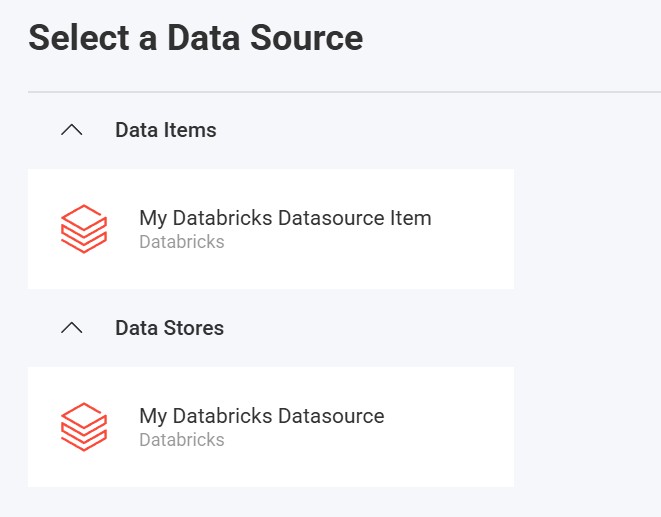 Select a Data Source
Data Items
My Databricks Datasource Item
Databricks
Data Stores
My Databricks Datasource
Databricks